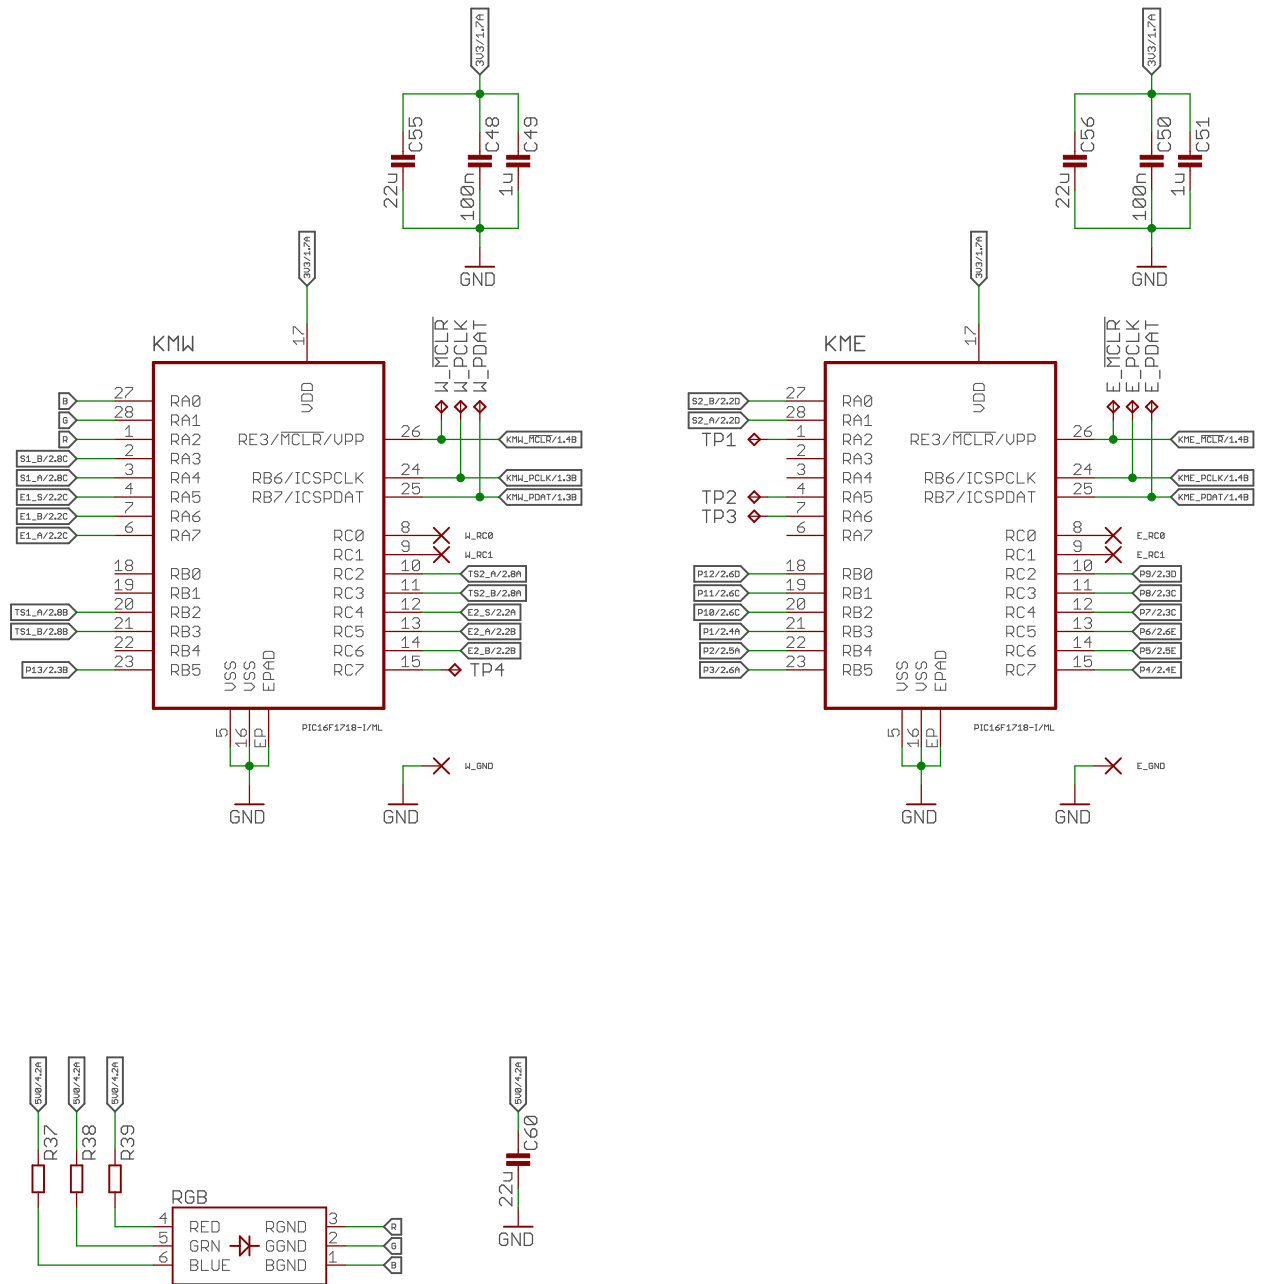 3V3/1.7A
3V3/1.7A
C55
C48
C49
22u
100n
1u
GND
C56
C50
C51
22u
100n
1u
GND
3V3/1.7A
3V3/1.7A
KMW
17
W_MCLR
W_PCLK
W_PDAT
VDD
B 27 RA0
G 28 RA1
R 1 RA2 RE3/MCLR/VPP 26 KMW_MCLR/1.4B
S1_B/2.8C 2 RA3
S1_A/2.8C 3 RA4 RB6/ICSPCLK 24 KMW_PCLK/1.3B
E1_S/2.2C 4 RA5 RB7/ICSPDAT 25 KMW_PDAT/1.3B
E1_B/2.2C 7 RA6
E1_A/2.2C 6 RA7 RC0 8 W_RC0
RC1 9 W_RC1
18 RB0 RC2 10 TS2_A/2.8A
19 RB1 RC3 11 TS2_B/2.8A
TS1_A/2.8B 20 RB2 RC4 12 E2_S/2.2A
TS1_B/2.8B 21 RB3 RC5 13 E2_A/2.2B
22 RB4 RC6 14 E2_B/2.2B
P13/2.3B 23 RB5 RC7 15 TP4
VSS
VSS
EPAD
5
16
EP
PIC16F1718-I/ML
W_GND
GND
GND
KME
17
E_MCLR
E_PCLK
E_PDAT
VDD
S2_B/2.2D 27 RA0
S2_A/2.2D 28 RA1
TP1 1 RA2 RE3/MCLR/VPP 26 KME_MCLR/1.4B
2 RA3
3 RA4 RB6/ICSPCLK 24 KME_PCLK/1.4B
TP2 4 RA5 RB7/ICSPDAT 25 KME_PDAT/1.4B
TP3 7 RA6
6 RA7 RC0 8 E_RC0
RC1 9 E_RC1
P12/2.6D 18 RB0 RC2 10 P9/2.3D
P11/2.6C 19 RB1 RC3 11 P8/2.3C
P10/2.6C 20 RB2 RC4 12 P7/2.3C
P1/2.4A 21 RB3 RC5 13 P6/2.6E
P2/2.5A 22 RB4 RC6 14 P5/2.5E
P3/2.6A 23 RB5 RC7 15 P4/2.4E
VSS
VSS
EPAD
5
16
EP
PIC16F1718-I/ML
E_GND
GND
GND
5V0/4.2A
5V0/4.2A
5V0/4.2A
5V0/4.2A
R37
R38
R39
C60
22u
GND
RGB
4 RED RGND 3 R
5 GRN GGND 2 G
6 BLUE BGND 1 B